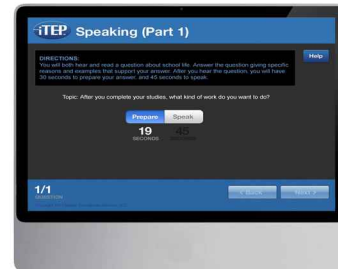 iTEP Speaking (Part 1)
Help
DIRECTIONS:
You will both hear and read a question about school life. Answer the question giving specific
reasons and examples that support your answer. After you hear the question, you will have
30 seconds to prepare your answer, and 45 seconds to speak.
Topic: After you complete your studies, what kind of work do you want to do?
Prepare Speak
19 45
SECONDS SECONDS
1/1
QUESTION